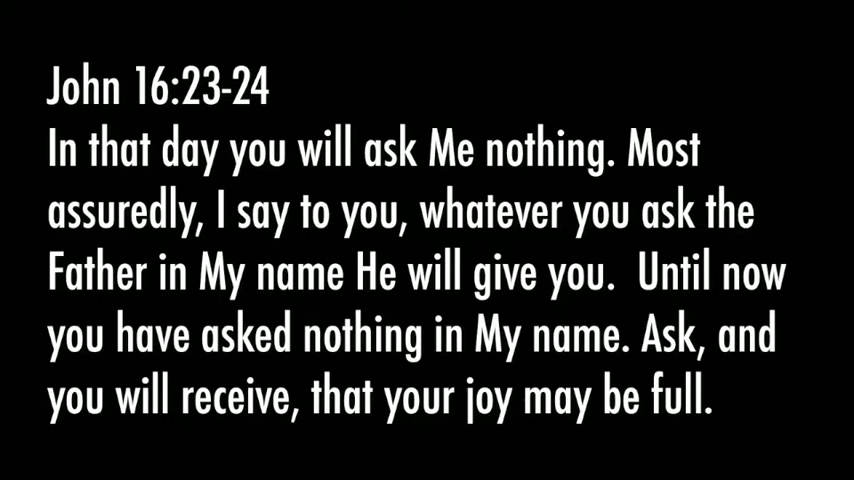 John 16:23-24
In that day you will ask Me nothing. Most
assuredly, I say to you, whatever you ask the
Father in My name He will give you.  Until now
you have asked nothing in My name. Ask, and
you will receive, that your joy may be full.